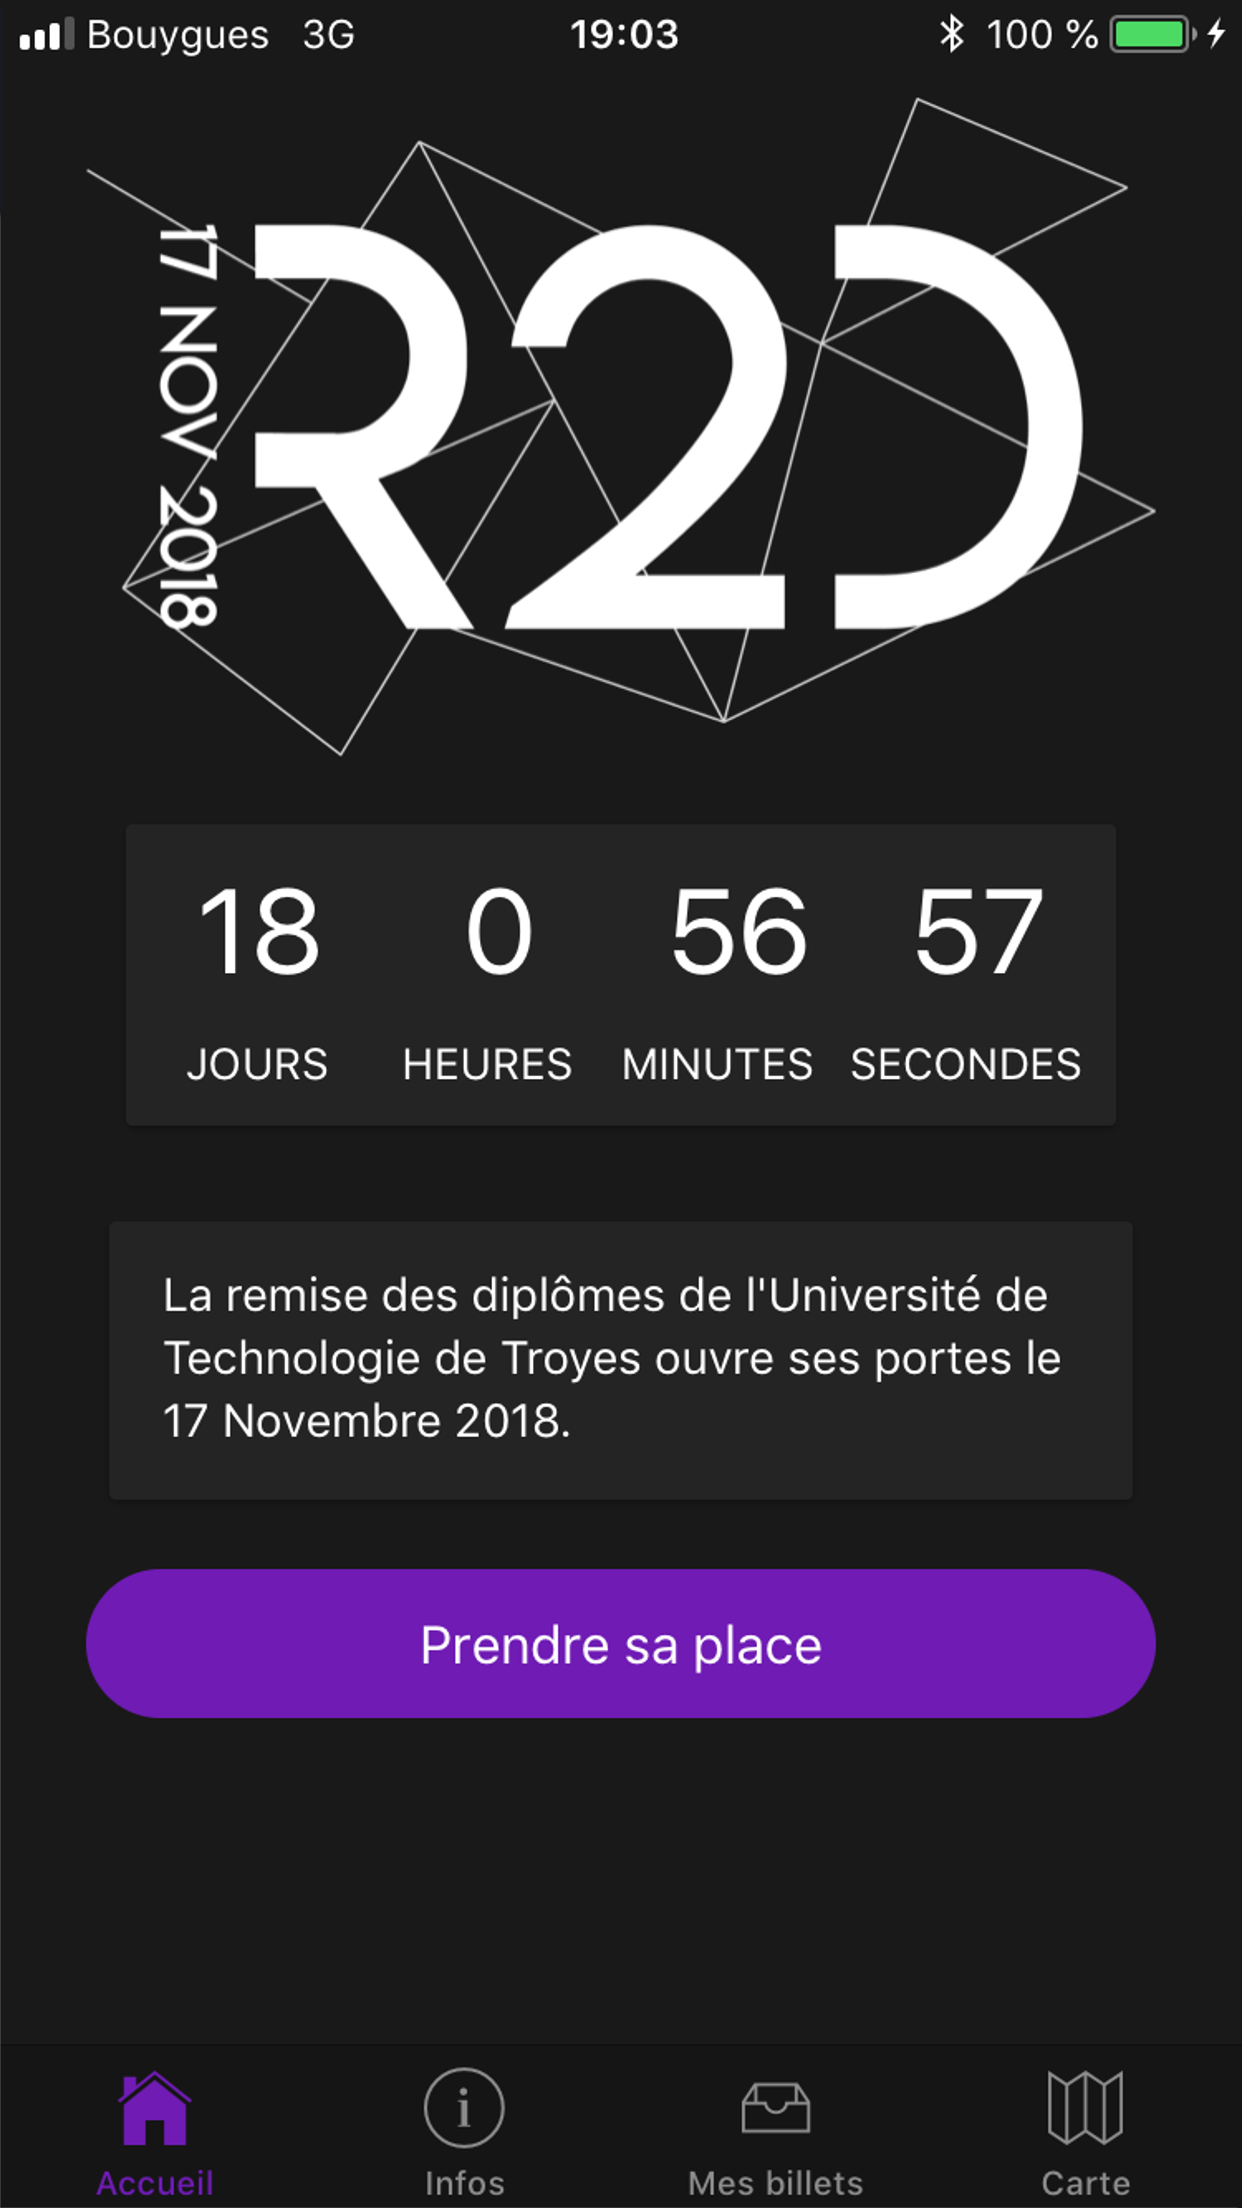 Bouygues 3G 19:03 100 %
17 NOV 2018
R2D
18 0 56 57
JOURS HEURES MINUTES SECONDES
La remise des diplômes de l'Université de
Technologie de Troyes ouvre ses portes le
17 Novembre 2018.
Prendre sa place
Accueil Infos Mes billets Carte